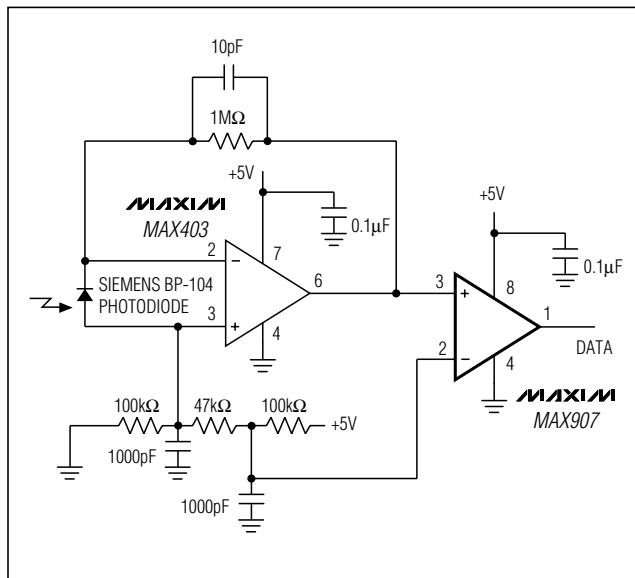 10pF
1MΩ
+5V
+5V
MAXIM
MAX403
0.1µF
0.1µF
2
−
7
8
SIEMENS BP-104
PHOTODIODE
6
3
+
1
3
+
4
2
−
4
DATA
MAXIM
MAX907
100kΩ
47kΩ
100kΩ
+5V
1000pF
1000pF